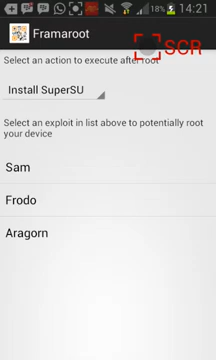 18% 14:21
Framaroot
SCR
Select an action to execute after root
Install SuperSU
Select an exploit in list above to potentially root
your device
Sam
Frodo
Aragorn